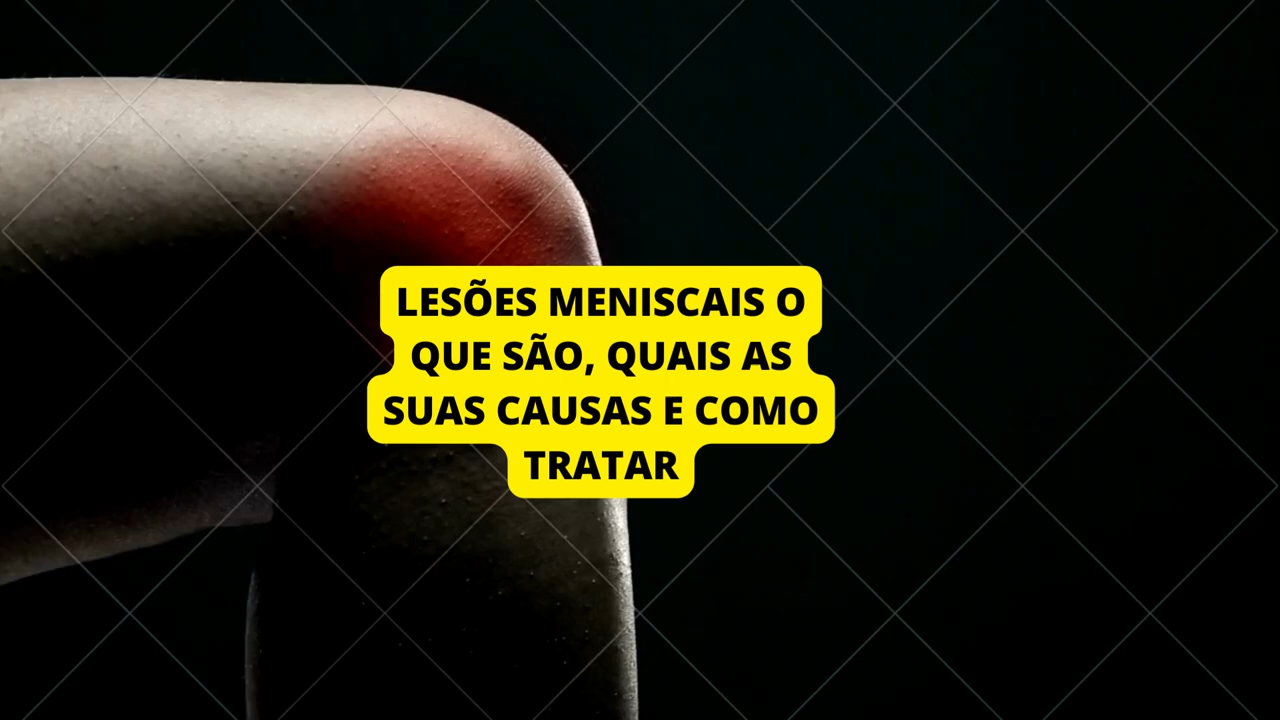 LESÕES MENISCAIS O
QUE SÃO, QUAIS AS
SUAS CAUSAS E COMO
TRATAR